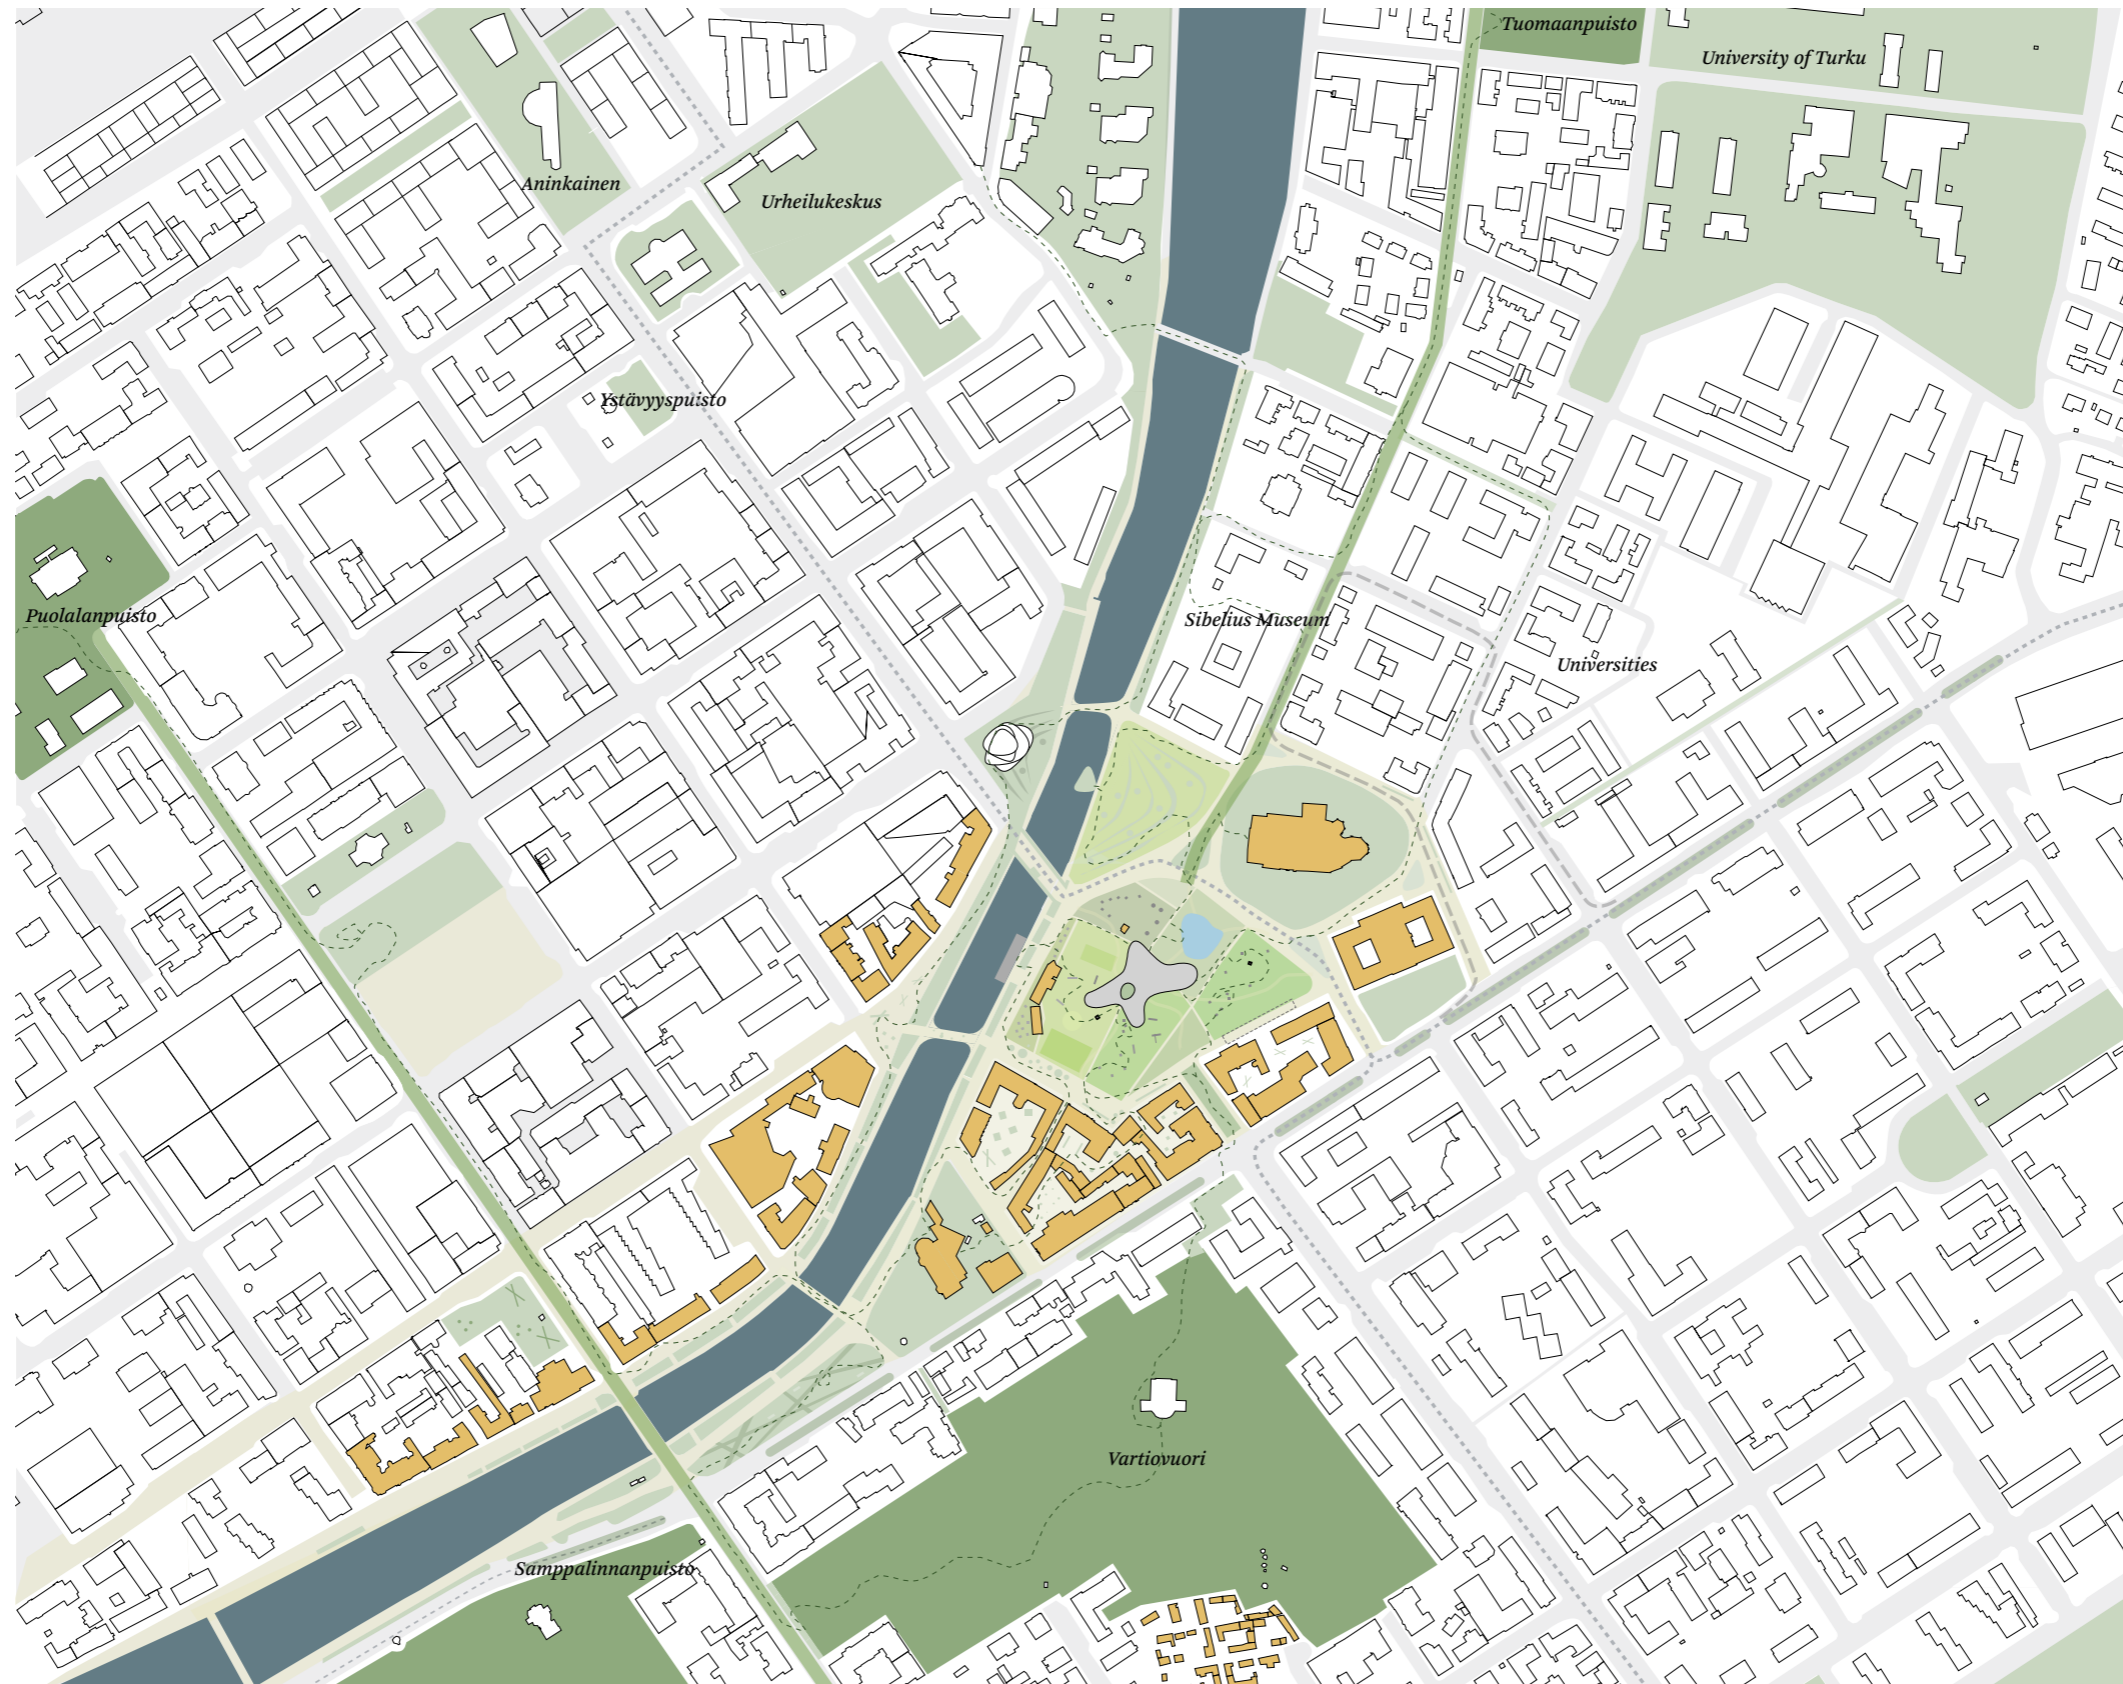 Tuomaanpuisto
University of Turku
Aninkainen
Urheilukeskus
Ystävyyspuisto
Puolalanpuisto
Sibelius Museum
Universities
Vartiovuori
Samppalinnanpuisto